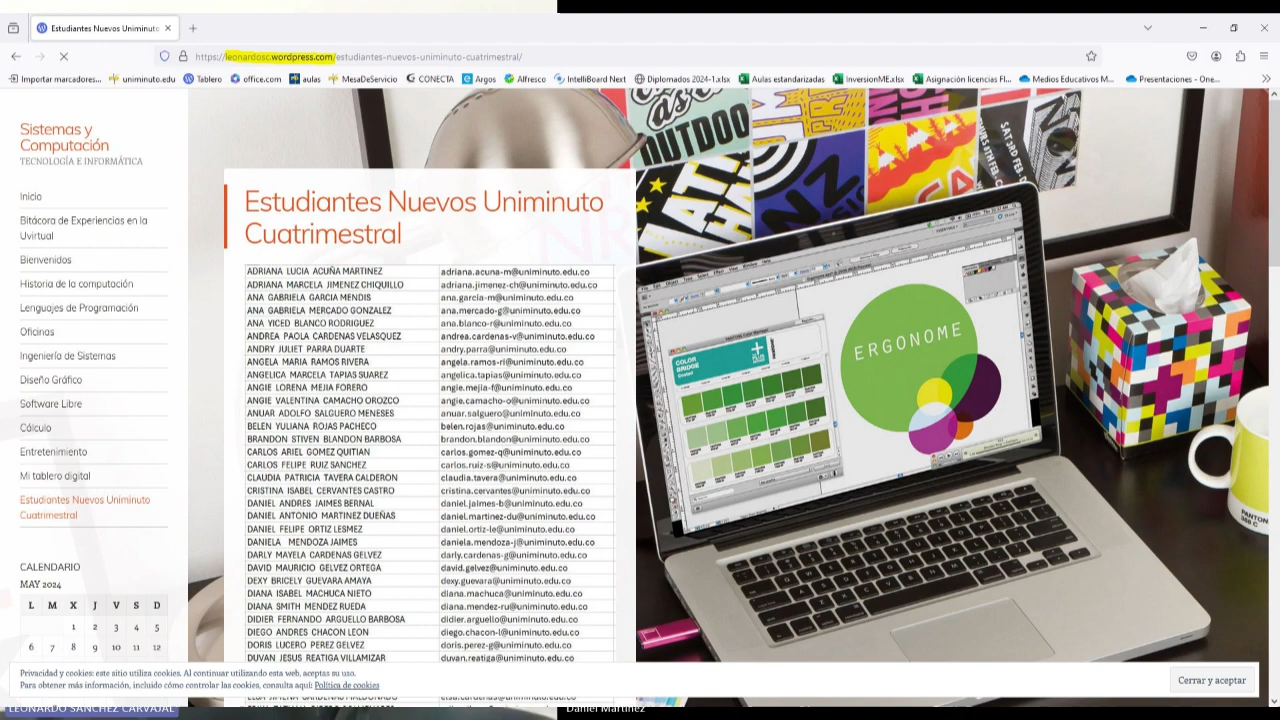 Estudiantes Nuevos Uniminuto
https://leonardosc.wordpress.com/estudiantes-nuevos-uniminuto-cuatrimestral/
Importar marcadores... uniminuto.edu Tablero office.com aulas MesaDeServicio CONECTA Argos Alfresco IntelliBoard Next Diplomados 2024-1.xlsx Aulas estandarizadas InversionME.xlsx Asignación licencias Fl... Medios Educativos M... Presentaciones - One...
Sistemas y
Computación
TECNOLOGÍA E INFORMÁTICA
Inicio
Bitácora de Experiencias en la
Uvirtual
Bienvenidos
Historia de la computación
Lenguajes de Programación
Oficinas
Ingeniería de Sistemas
Diseño Gráfico
Software Libre
Cálculo
Entretenimiento
Mi tablero digital
Estudiantes Nuevos Uniminuto
Cuatrimestral
CALENDARIO
MAY 2024
L M X J V S D
1 2 3 4 5
6 7 8 9 10 11 12
Estudiantes Nuevos Uniminuto
Cuatrimestral
ADRIANA LUCIA ACUÑA MARTINEZ adriana.acuna-m@uniminuto.edu.co
ADRIANA MARCELA JIMENEZ CHIQUILLO adriana.jimenez-ch@uniminuto.edu.co
ANA GABRIELA GARCIA MENDIS ana.garcia-m@uniminuto.edu.co
ANA GABRIELA MERCADO GONZALEZ ana.mercado-g@uniminuto.edu.co
ANA YICED BLANCO RODRIGUEZ ana.blanco-r@uniminuto.edu.co
ANDREA PAOLA CARDENAS VELASQUEZ andrea.cardenas-v@uniminuto.edu.co
ANDRY JULIET PARRA DUARTE andry.parra@uniminuto.edu.co
ANGELA MARIA RAMOS RIVERA angela.ramos-ri@uniminuto.edu.co
ANGELICA MARCELA TAPIAS SUAREZ angelica.tapias@uniminuto.edu.co
ANGIE LORENA MEJIA FORERO angie.mejia-f@uniminuto.edu.co
ANGIE VALENTINA CAMACHO OROZCO angie.camacho-o@uniminuto.edu.co
ANUAR ADOLFO SALGUERO MENESES anuar.salguero@uniminuto.edu.co
BELEN YULIANA ROJAS PACHECO belen.rojas@uniminuto.edu.co
BRANDON STIVEN BLANDON BARBOSA brandon.blandon@uniminuto.edu.co
CARLOS ARIEL GOMEZ QUITIAN carlos.gomez-q@uniminuto.edu.co
CARLOS FELIPE RUIZ SANCHEZ carlos.ruiz-s@uniminuto.edu.co
CLAUDIA PATRICIA TAVERA CALDERON claudia.tavera@uniminuto.edu.co
CRISTINA ISABEL CERVANTES CASTRO cristina.cervantes@uniminuto.edu.co
DANIEL ANDRES JAIMES BERNAL daniel.jaimes-b@uniminuto.edu.co
DANIEL ANTONIO MARTINEZ DUEÑAS daniel.martinez-du@uniminuto.edu.co
DANIEL FELIPE ORTIZ LESMEZ daniel.ortiz-le@uniminuto.edu.co
DANIELA MENDOZA JAIMES daniela.mendoza-j@uniminuto.edu.co
DARLY MAYELA CARDENAS GELVEZ darly.cardenas-g@uniminuto.edu.co
DAVID MAURICIO GELVEZ ORTEGA david.gelvez@uniminuto.edu.co
DEXY BRICELY GUEVARA AMAYA dexy.guevara@uniminuto.edu.co
DIANA ISABEL MACHUCA NIETO diana.machuca@uniminuto.edu.co
DIANA SMITH MENDEZ RUEDA diana.mendez-ru@uniminuto.edu.co
DIDIER FERNANDO ARGUELLO BARBOSA didier.arguello@uniminuto.edu.co
DIEGO ANDRES CHACON LEON diego.chacon-l@uniminuto.edu.co
DORIS LUCERO PEREZ GELVEZ doris.perez-g@uniminuto.edu.co
DUVAN JESUS REATIGA VILLAMIZAR duvan.reatiga@uniminuto.edu.co
OUTDOO
COLOR
BRIDGE
ERGONOME
PANTONE
Privacidad y cookies: este sitio utiliza cookies. Al continuar utilizando esta web, aceptas su uso.
Para obtener más información, incluido cómo controlar las cookies, consulta aquí: Política de cookies
Cerrar y aceptar
LEONARDO SANCHEZ CARVAJAL
Daniel Martinez